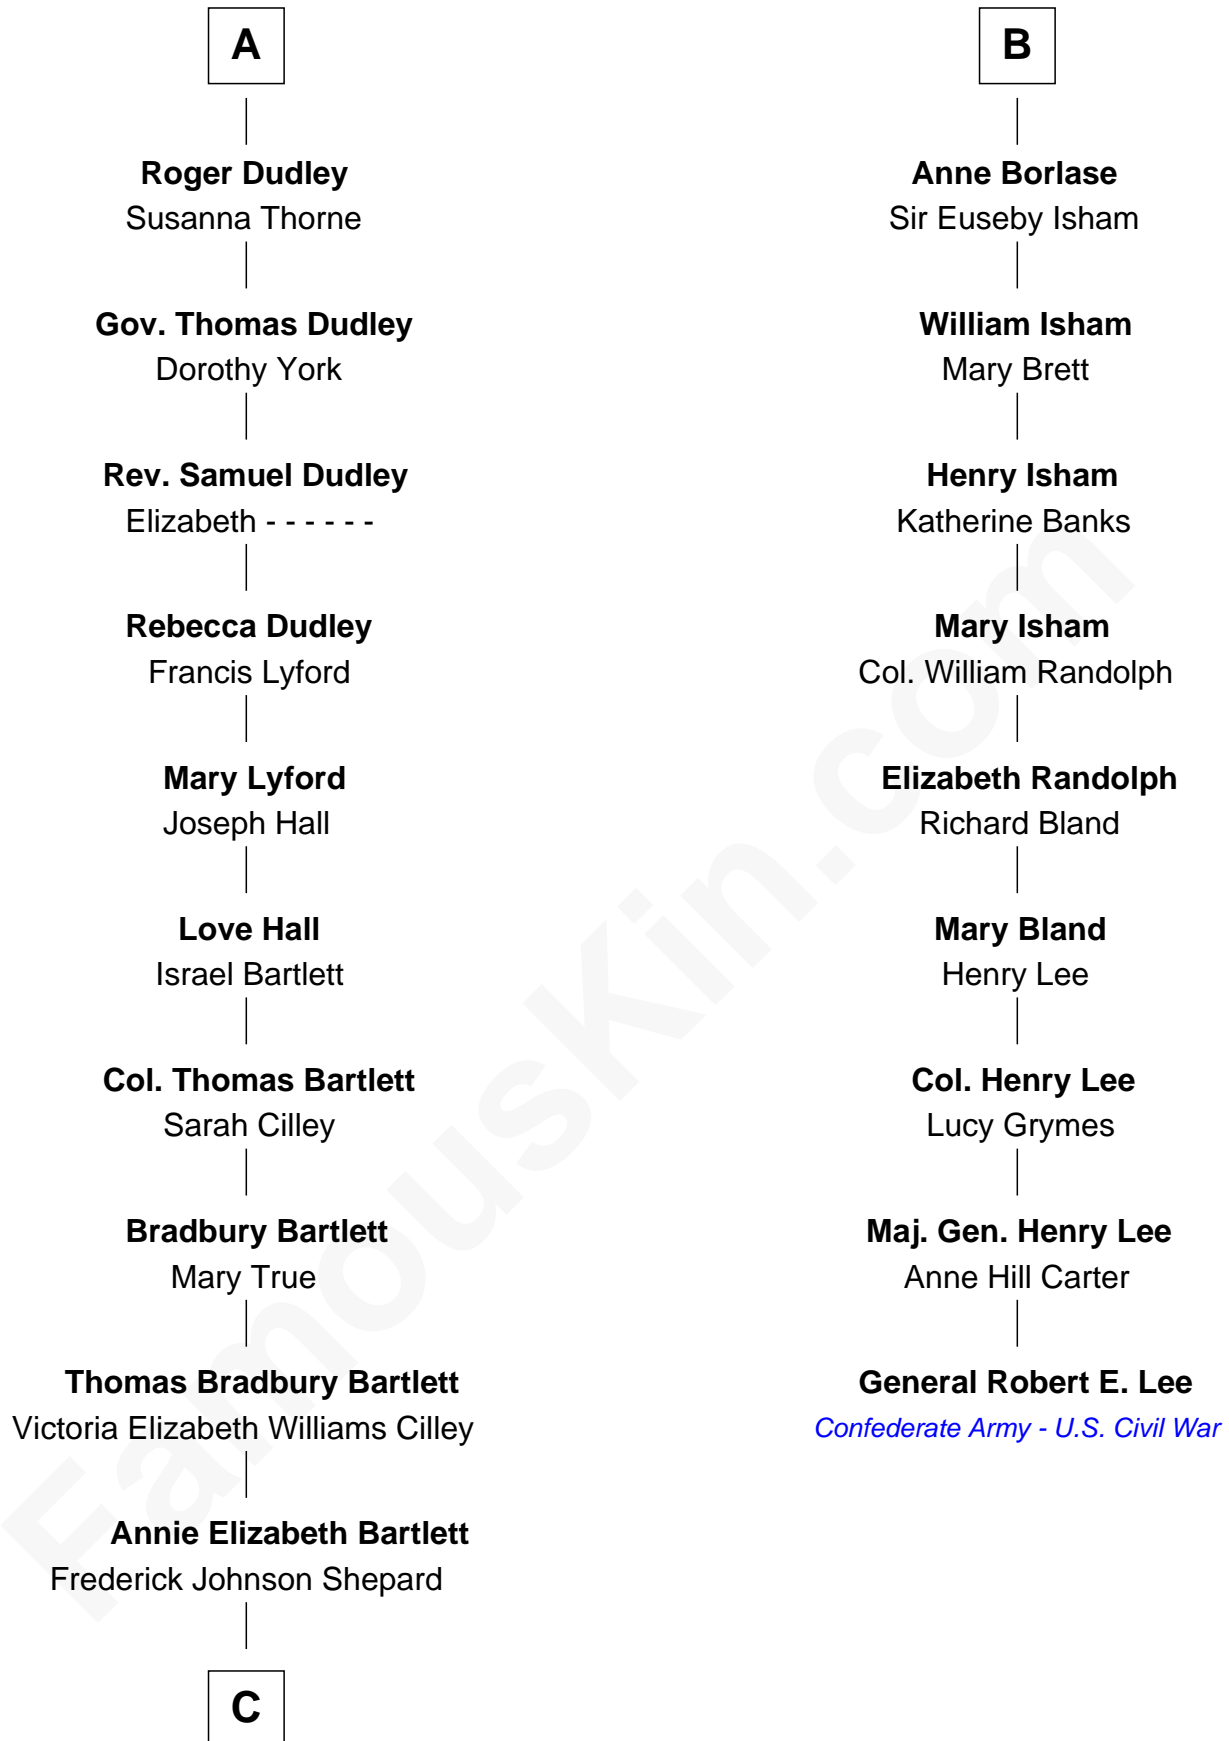 A
Roger Dudley
Susanna Thorne
Gov. Thomas Dudley
Dorothy York
Rev. Samuel Dudley
Elizabeth - - - - - -
Rebecca Dudley
Francis Lyford
Mary Lyford
Joseph Hall
Love Hall
Israel Bartlett
Col. Thomas Bartlett
Sarah Cilley
Bradbury Bartlett
Mary True
Thomas Bradbury Bartlett
Victoria Elizabeth Williams Cilley
Annie Elizabeth Bartlett
Frederick Johnson Shepard
C
B
Anne Borlase
Sir Euseby Isham
William Isham
Mary Brett
Henry Isham
Katherine Banks
Mary Isham
Col. William Randolph
Elizabeth Randolph
Richard Bland
Mary Bland
Henry Lee
Col. Henry Lee
Lucy Grymes
Maj. Gen. Henry Lee
Anne Hill Carter
General Robert E. Lee
Confederate Army - U.S. Civil War
FamousKin.com